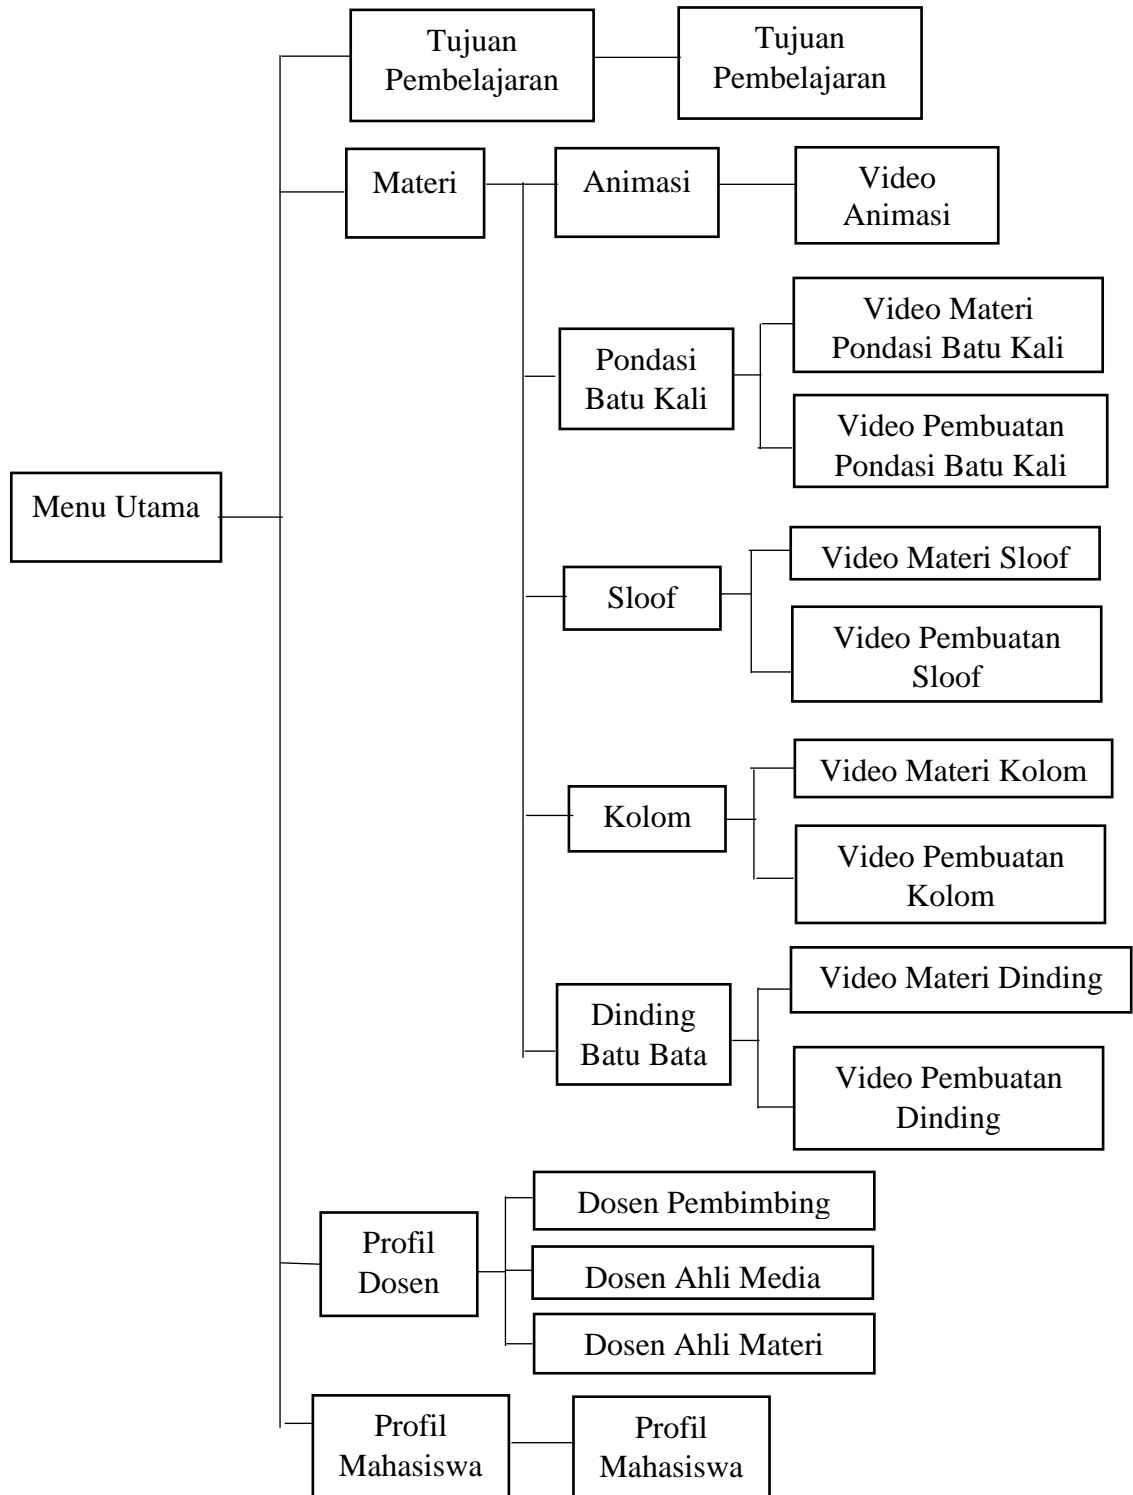 Tujuan
Pembelajaran
Tujuan
Pembelajaran
Materi
Animasi
Video
Animasi
Pondasi
Batu Kali
Video Materi
Pondasi Batu Kali
Video Pembuatan
Pondasi Batu Kali
Menu Utama
Sloof
Video Materi Sloof
Video Pembuatan
Sloof
Kolom
Video Materi Kolom
Video Pembuatan
Kolom
Dinding
Batu Bata
Video Materi Dinding
Video Pembuatan
Dinding
Profil
Dosen
Dosen Pembimbing
Dosen Ahli Media
Dosen Ahli Materi
Profil
Mahasiswa
Profil
Mahasiswa